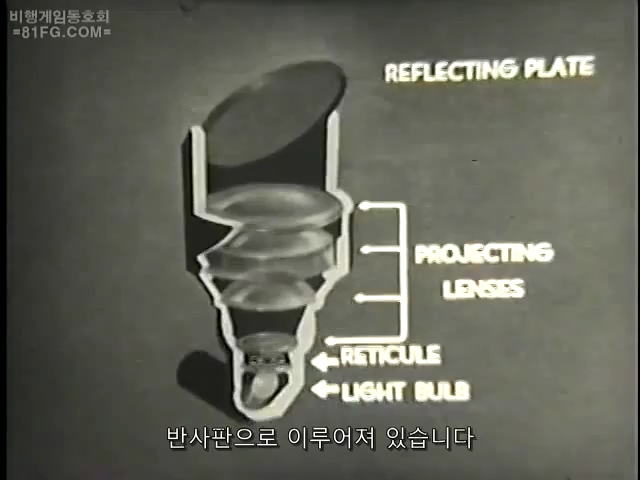 비행게임동호회
=81FG.COM=
REFLECTING PLATE
PROJECTING
LENSES
RETICULE
LIGHT BULB
반사판으로 이루어져 있습니다